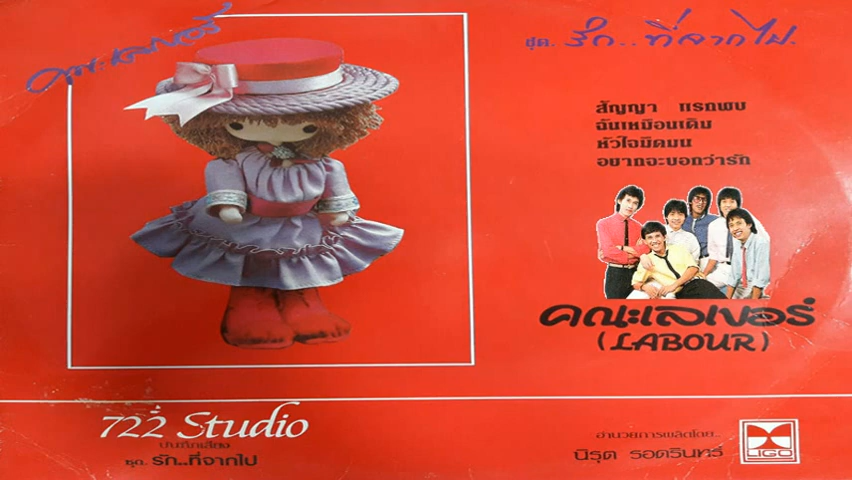 คณะเลเบอร์
ชุด.. รัก.. ที่จากไป.
สัญญา แรกพบ
ฉันเหมือนเดิม
หัวใจมืดมน
อยากจะบอกว่ารัก
คณะเลเบอร์
(LABOUR)
722 Studio
บันทึกเสียง..
ชุด.. รัก..ที่จากไป
อำนวยการผลิตโดย..
นิรุต รอดรินทร์
LIGO